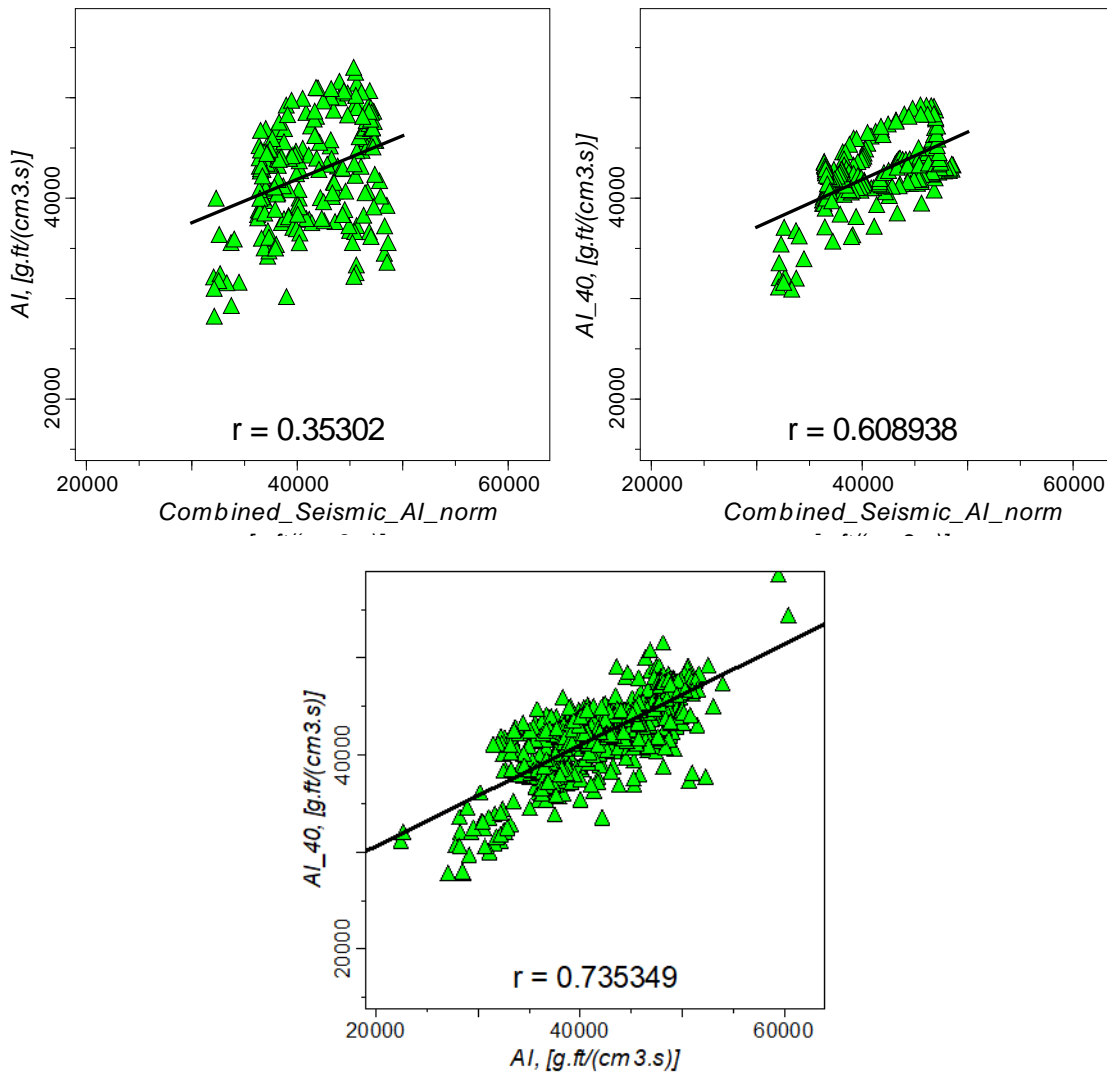 AI, [g.ft/(cm3.s)]
40000
20000
r = 0.35302
20000 40000 60000
Combined_Seismic_AI_norm
AI_40, [g.ft/(cm3.s)]
40000
20000
r = 0.608938
20000 40000 60000
Combined_Seismic_AI_norm
AI_40, [g.ft/(cm3.s)]
40000
20000
r = 0.735349
20000 40000 60000
AI, [g.ft/(cm3.s)]